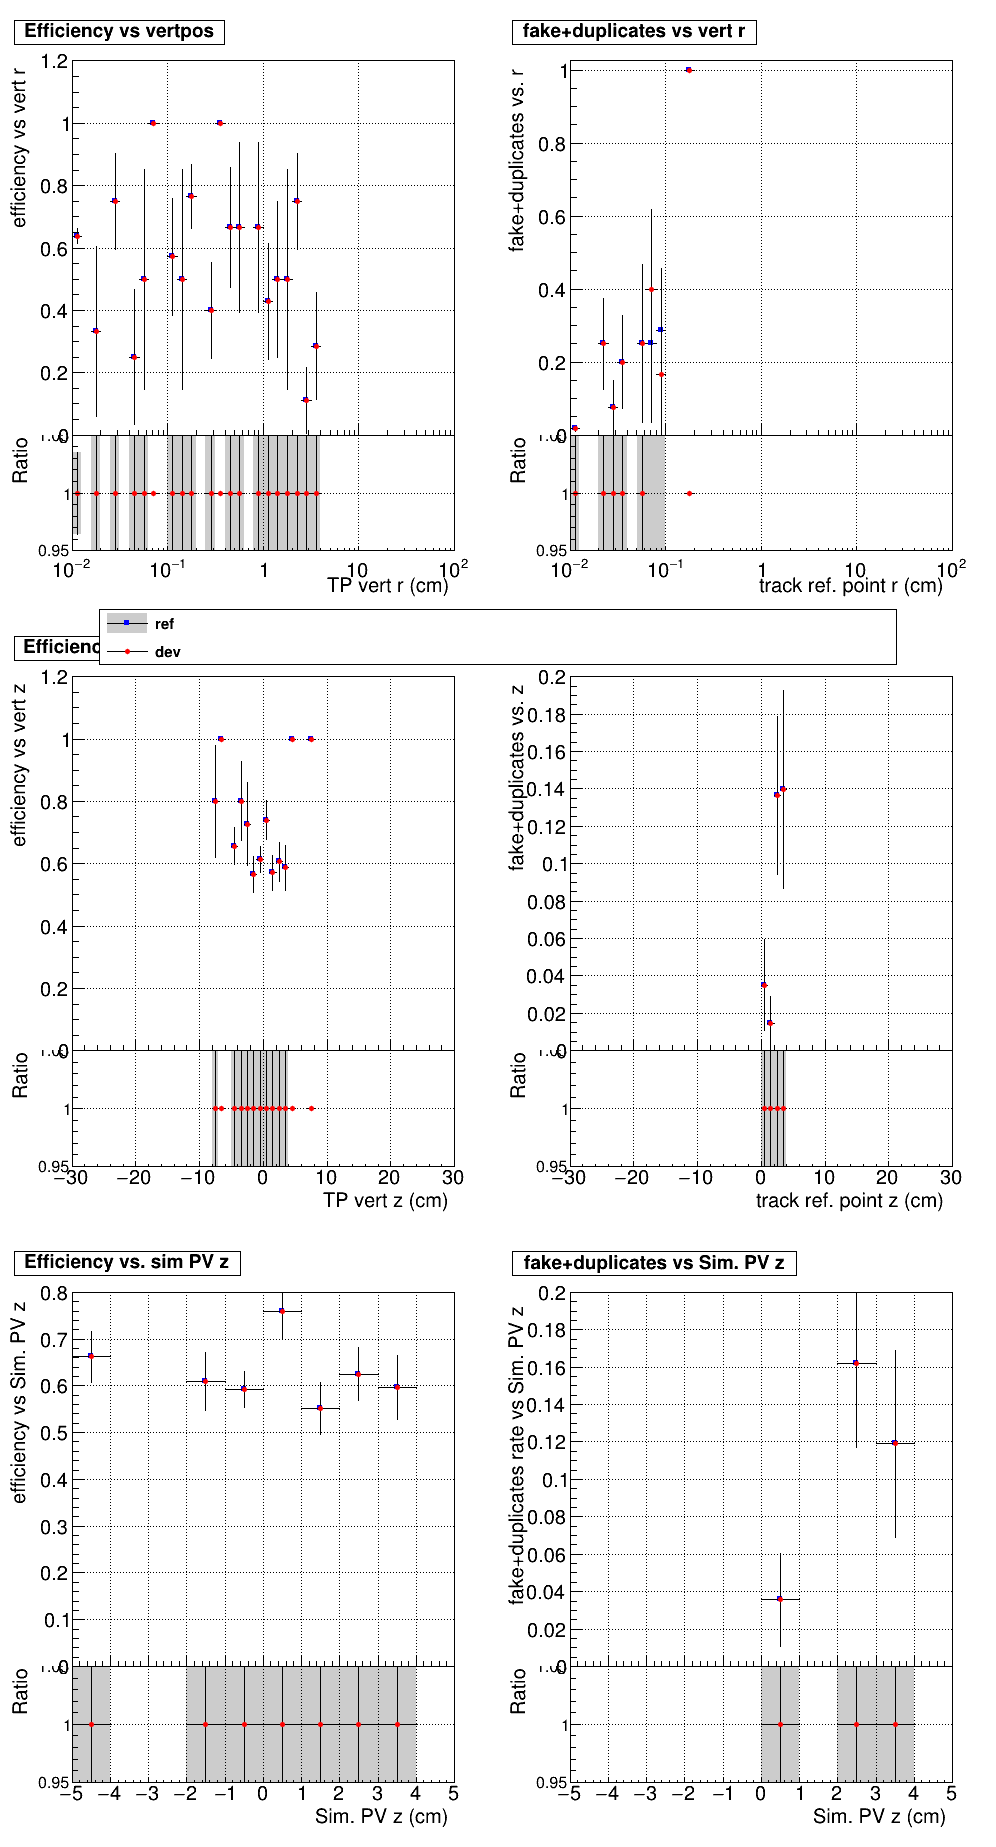 Efficiency vs vertpos
efficiency vs vert r
1.2
1
0.8
0.6
0.4
0.2
0
Ratio
1
0.95
10−2 10−1 1 10 102
TP vert r (cm)
fake+duplicates vs vert r
fake+duplicates vs. r
1
0.8
0.6
0.4
0.2
0
Ratio
1
0.95
10−2 10−1 1 10 102
track ref. point r (cm)
ref
dev
Efficienc
efficiency vs vert z
1.2
1
0.8
0.6
0.4
0.2
0
Ratio
1
0.95
−30 −20 −10 0 10 20 30
TP vert z (cm)
fake+duplicates vs. z
0.2
0.18
0.16
0.14
0.12
0.1
0.08
0.06
0.04
0.02
0
Ratio
1
0.95
−30 −20 −10 0 10 20 30
track ref. point z (cm)
Efficiency vs. sim PV z
efficiency vs Sim. PV z
0.8
0.7
0.6
0.5
0.4
0.3
0.2
0.1
0
Ratio
1
0.95
−5 −4 −3 −2 −1 0 1 2 3 4 5
Sim. PV z (cm)
fake+duplicates vs Sim. PV z
fake+duplicates rate vs Sim. PV z
0.2
0.18
0.16
0.14
0.12
0.1
0.08
0.06
0.04
0.02
0
Ratio
1
0.95
−5 −4 −3 −2 −1 0 1 2 3 4 5
Sim. PV z (cm)